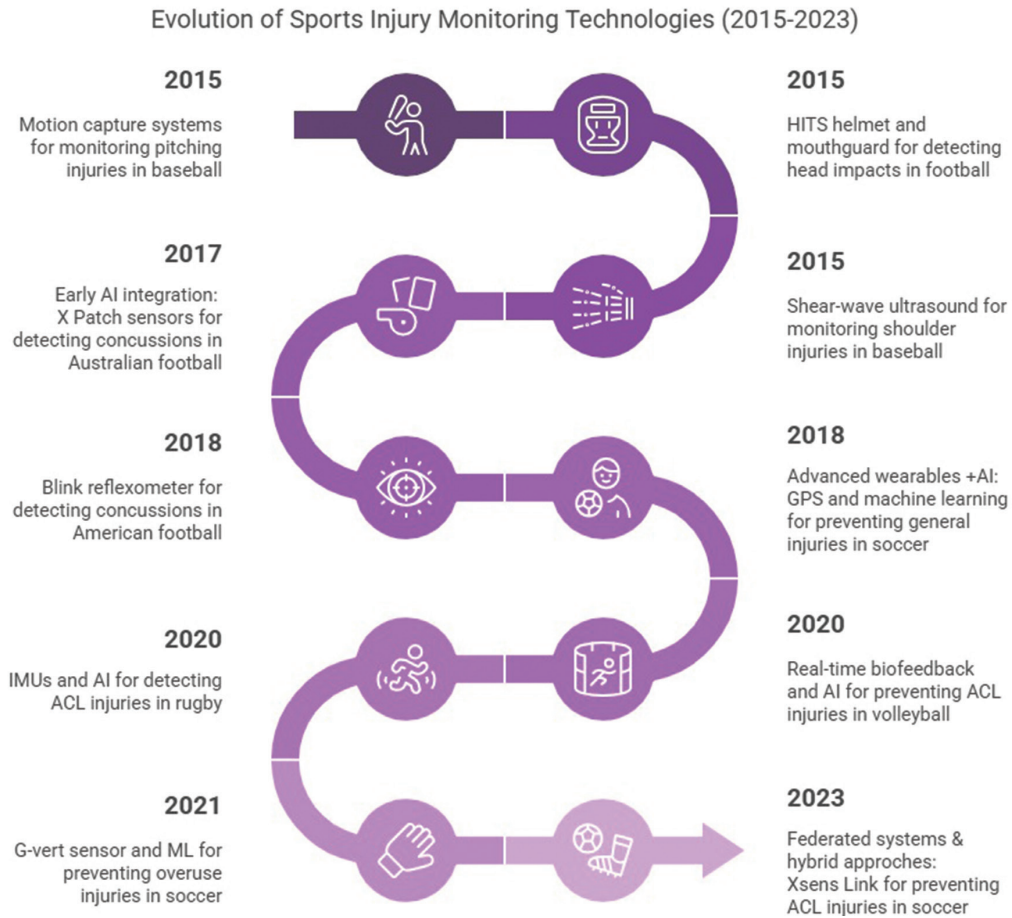 Evolution of Sports Injury Monitoring Technologies (2015-2023)
2015
Motion capture systems
for monitoring pitching
injuries in baseball
2015
HITS helmet and
mouthguard for detecting
head impacts in football
2015
Shear-wave ultrasound for
monitoring shoulder
injuries in baseball
2017
Early AI integration:
X Patch sensors for
detecting concussions in
Australian football
2018
Blink reflexometer for
detecting concussions in
American football
2018
Advanced wearables +AI:
GPS and machine learning
for preventing general
injuries in soccer
2020
Real-time biofeedback
and AI for preventing ACL
injuries in volleyball
2020
IMUs and AI for detecting
ACL injuries in rugby
2021
G-vert sensor and ML for
preventing overuse
injuries in soccer
2023
Federated systems &
hybrid approches:
Xsens Link for preventing
ACL injuries in soccer